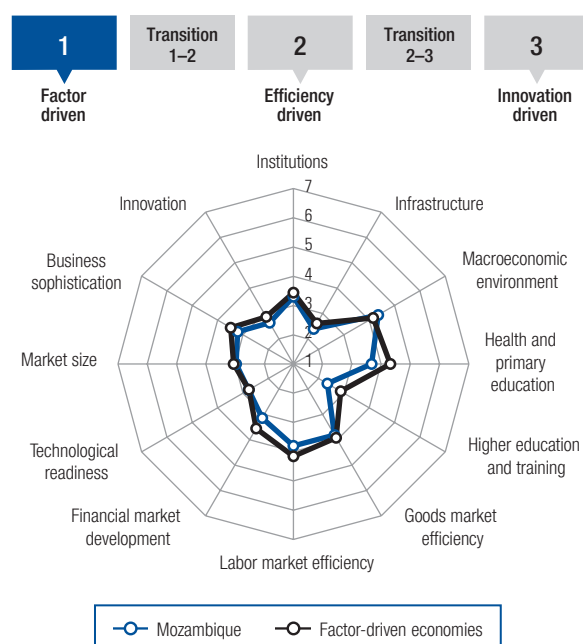 1
Transition
1–2
2
Transition
2–3
3
Factor
driven
Efficiency
driven
Innovation
driven
Institutions
Infrastructure
Macroeconomic
environment
Health and
primary
education
Higher education
and training
Goods market
efficiency
Labor market efficiency
Financial market
development
Technological
readiness
Market size
Business
sophistication
Innovation
7
6
5
4
3
2
1
Mozambique
Factor-driven economies